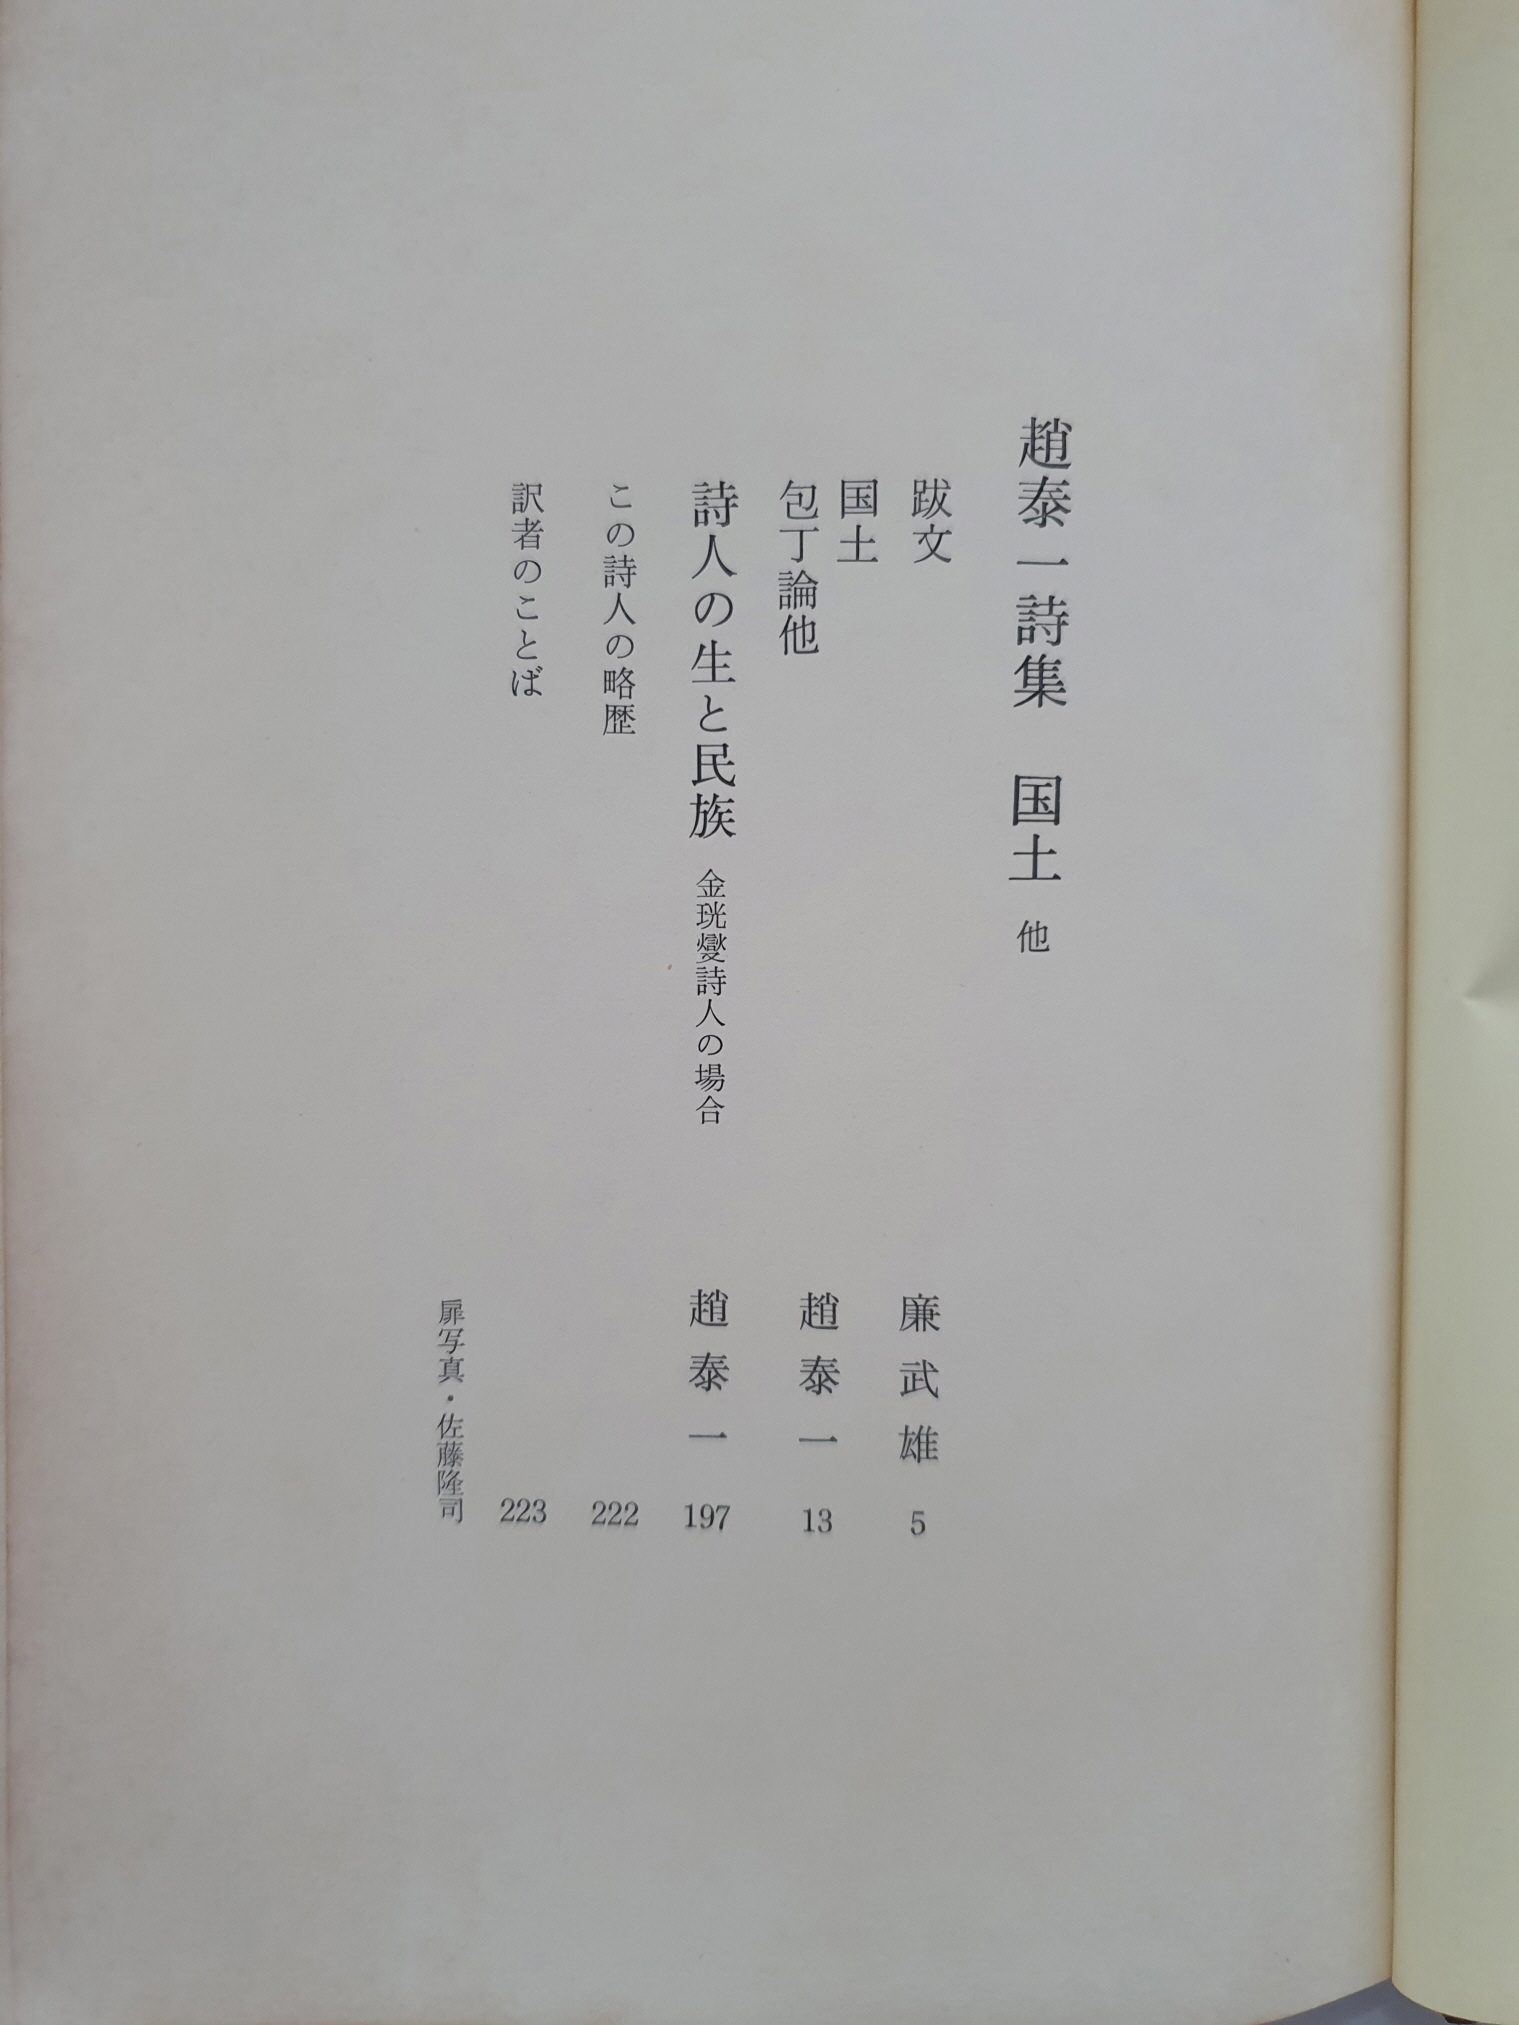 趙泰一詩集　国土 他
跋文　廉武雄 5
国土
包丁論他　趙泰一 13
詩人の生と民族 金珖燮詩人の場合　趙泰一 197
この詩人の略歴 222
訳者のことば 223
扉写真・佐藤隆司